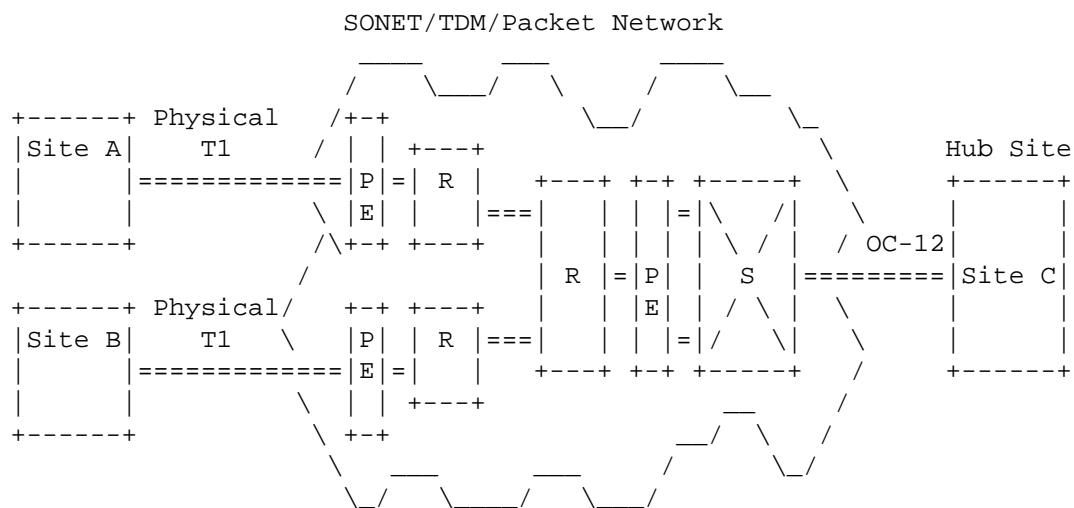 SONET/TDM/Packet Network
Physical
Site A T1 Hub Site
P R
E
OC-12
R P S Site C
Physical E
Site B T1 P R
E